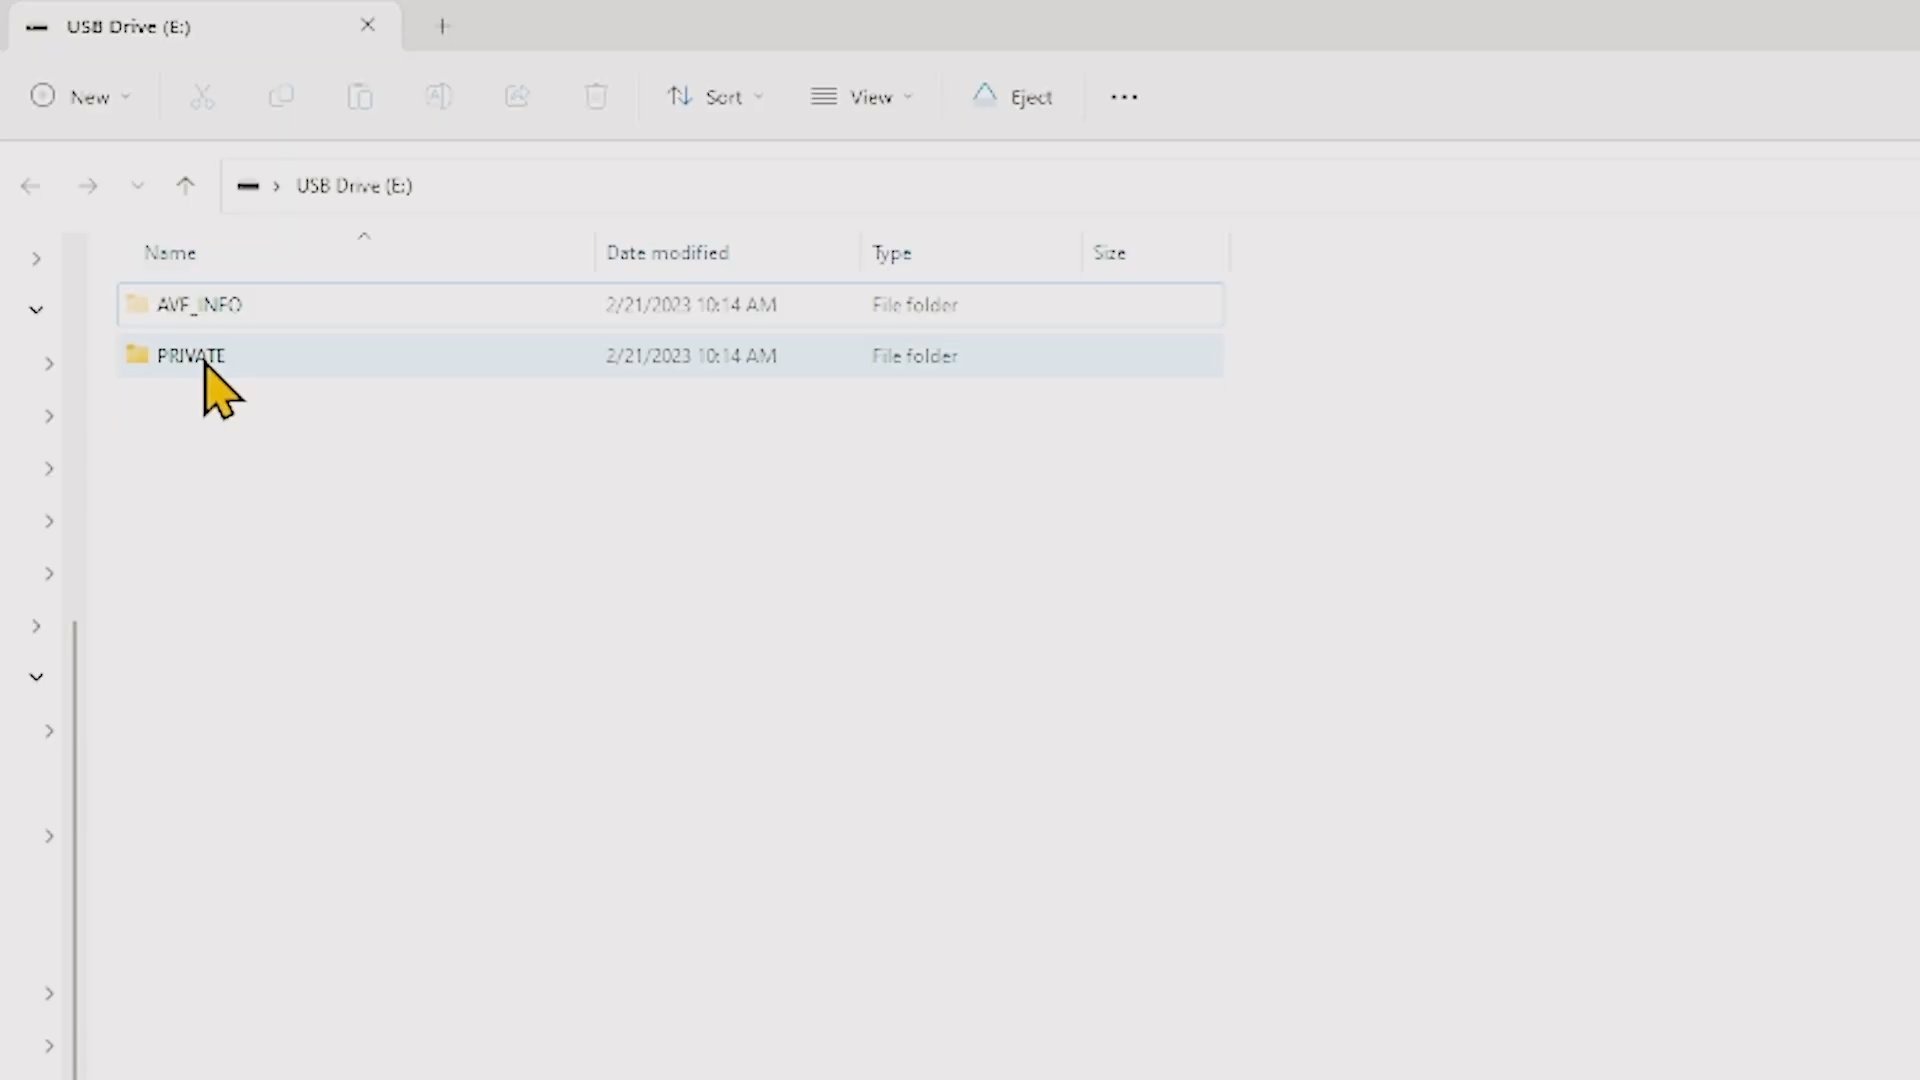 USB Drive (E:)
New
Sort
View
Eject
USB Drive (E:)
Name Date modified Type Size
AVF_INFO 2/21/2023 10:14 AM File folder
PRIVATE 2/21/2023 10:14 AM File folder